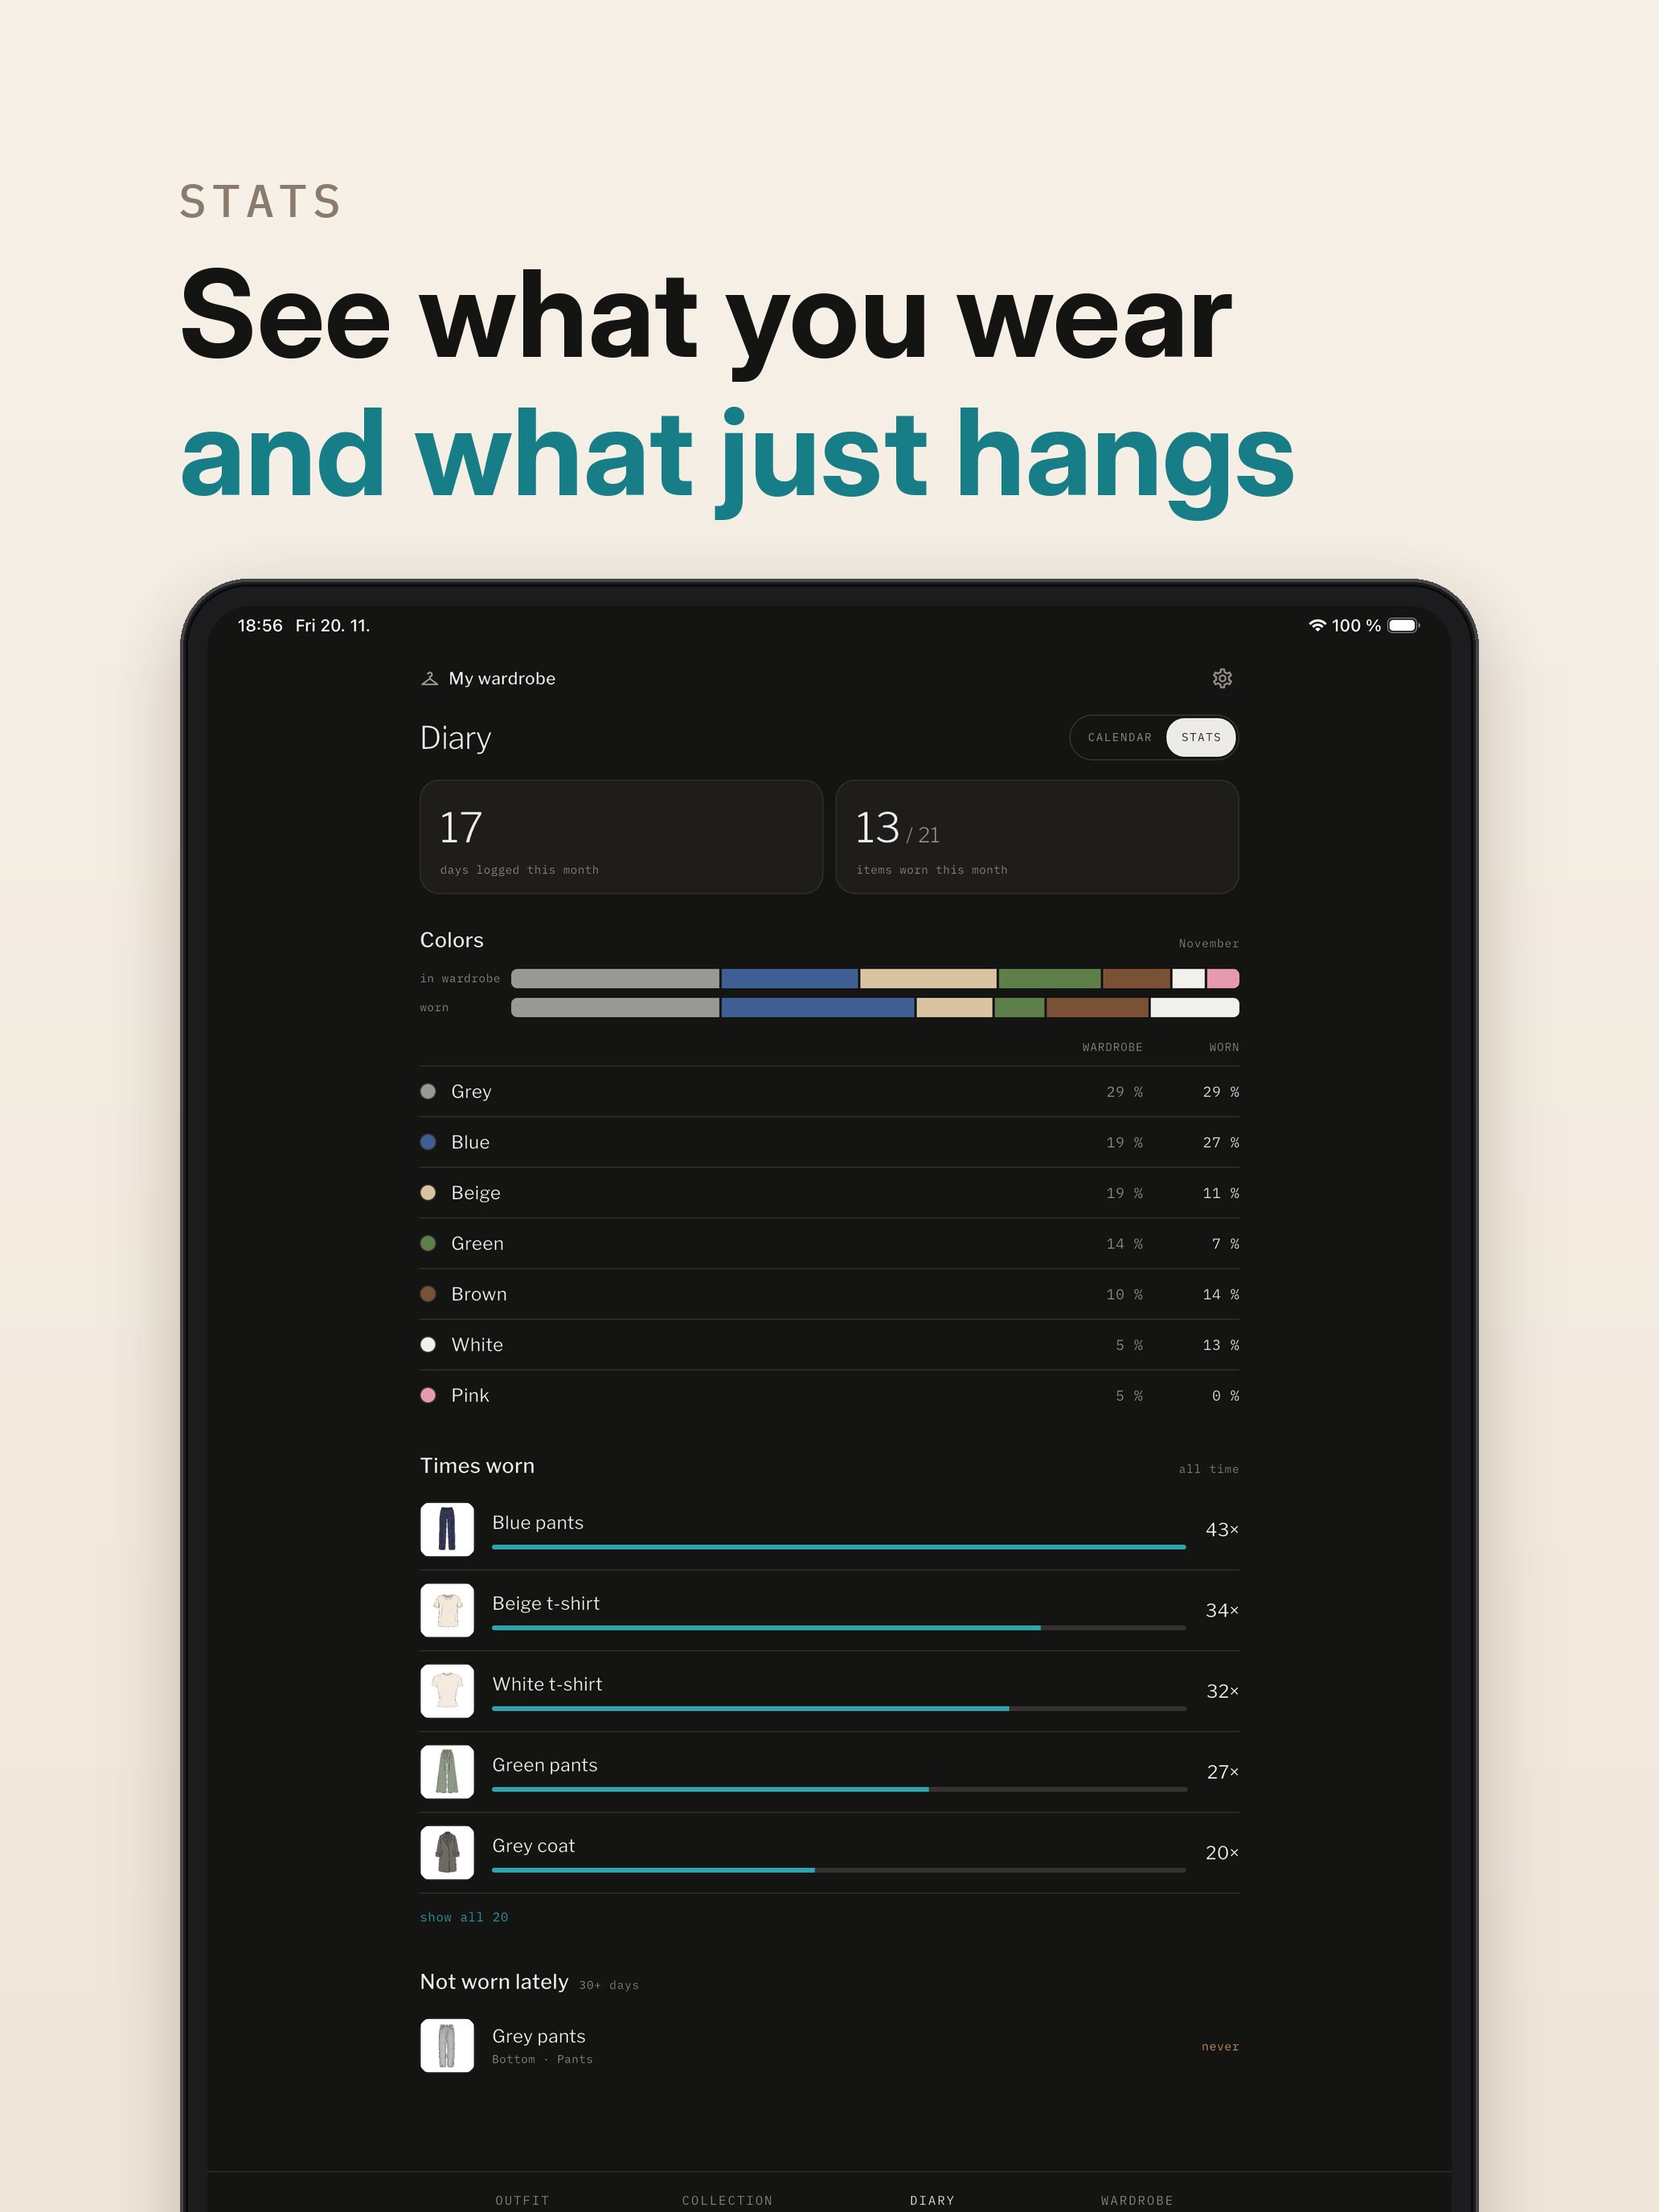 STATS
See what you wear
and what just hangs
18:56 Fri 20. 11.
100 %
My wardrobe
Diary
CALENDAR STATS
17
days logged this month
13 / 21
items worn this month
Colors November
in wardrobe
worn
WARDROBE WORN
Grey 29 % 29 %
Blue 19 % 27 %
Beige 19 % 11 %
Green 14 % 7 %
Brown 10 % 14 %
White 5 % 13 %
Pink 5 % 0 %
Times worn all time
Blue pants 43×
Beige t-shirt 34×
White t-shirt 32×
Green pants 27×
Grey coat 20×
show all 20
Not worn lately 30+ days
Grey pants
Bottom · Pants
never
OUTFIT COLLECTION DIARY WARDROBE